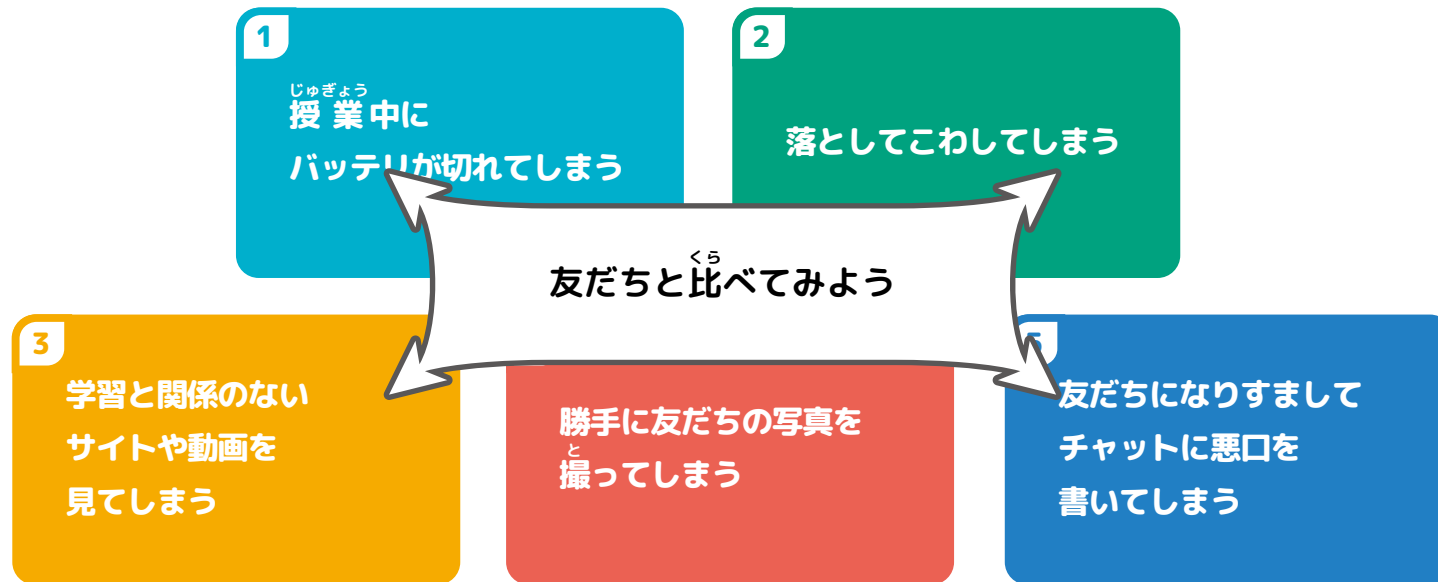 1
授業中に
じゅぎょう
バッテリが切れてしまう
2
落としてこわしてしまう
友だちと比べてみよう
くら
3
学習と関係のない
サイトや動画を
見てしまう
勝手に友だちの写真を
撮ってしまう
と
5
友だちになりすまして
チャットに悪口を
書いてしまう